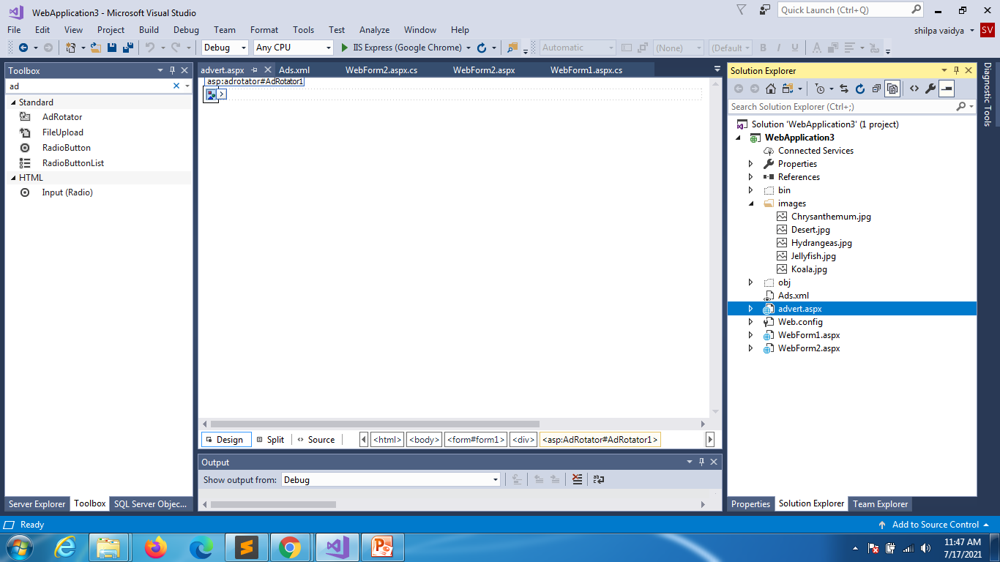 WebApplication3 - Microsoft Visual Studio
Quick Launch (Ctrl+Q)
File Edit View Project Build Debug Team Format Tools Test Analyze Window Help
shilpa vaidya SV
Debug Any CPU IIS Express (Google Chrome) Automatic (None) (Default B I U A
Toolbox
ad
Standard
AdRotator
FileUpload
RadioButton
RadioButtonList
HTML
Input (Radio)
Server Explorer Toolbox SQL Server Objec...
advert.aspx Ads.xml WebForm2.aspx.cs WebForm2.aspx WebForm1.aspx.cs
asp:adrotator#AdRotator1
Design Split Source <html> <body> <form#form1> <div> <asp:AdRotator#AdRotator1>
Output
Show output from: Debug
Solution Explorer
Search Solution Explorer (Ctrl+;)
Solution 'WebApplication3' (1 project)
WebApplication3
Connected Services
Properties
References
bin
images
Chrysanthemum.jpg
Desert.jpg
Hydrangeas.jpg
Jellyfish.jpg
Koala.jpg
obj
Ads.xml
advert.aspx
Web.config
WebForm1.aspx
WebForm2.aspx
Properties Solution Explorer Team Explorer
Diagnostic Tools
Ready
Add to Source Control
11:47 AM
7/17/2021